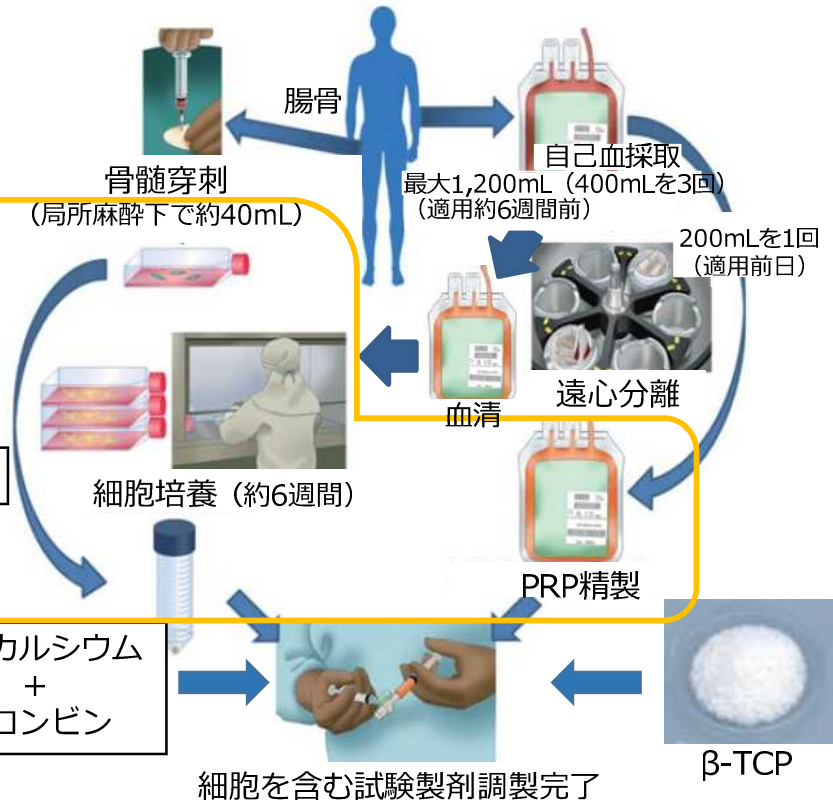 腸骨
骨髄穿刺
（局所麻酔下で約40mL）
自己血採取
最大1,200mL（400mLを3回）
（適用約6週間前）
200mLを1回
（適用前日）
遠心分離
血清
細胞培養（約6週間）
PRP精製
カルシウム
+
コンビン
β-TCP
細胞を含む試験製剤調製完了